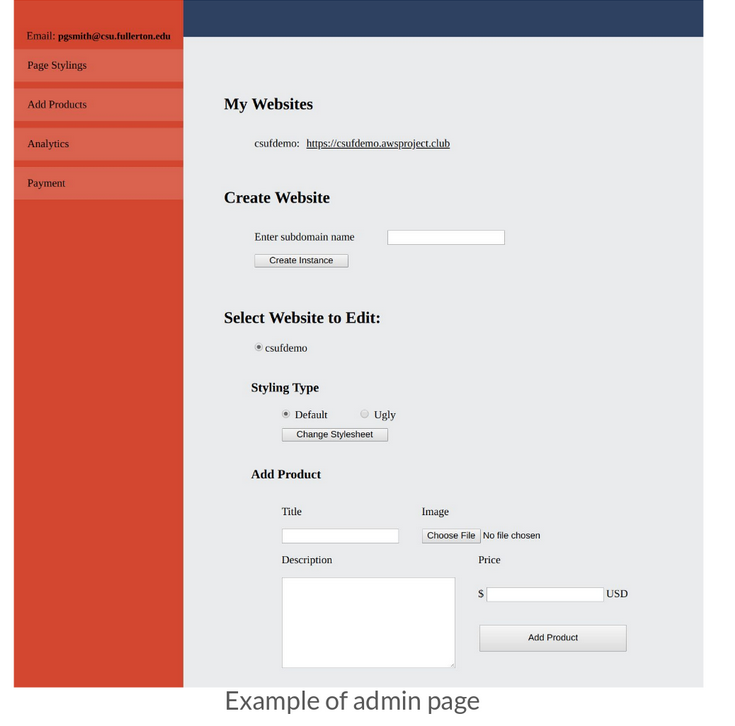 Email: pgsmith@csu.fullerton.edu
Page Stylings
Add Products
Analytics
Payment
My Websites
csufdemo: https://csufdemo.awsproject.club
Create Website
Enter subdomain name
Create Instance
Select Website to Edit:
csufdemo
Styling Type
Default Ugly
Change Stylesheet
Add Product
Title Image
Choose File No file chosen
Description Price
$ USD
Add Product
Example of admin page